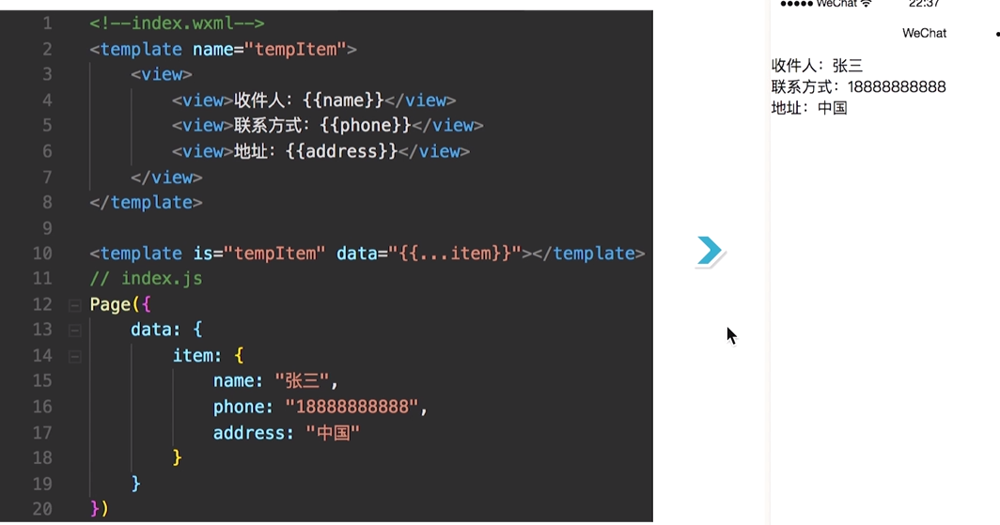 1 <!--index.wxml-->
2 <template name="tempItem">
3 <view>
4 <view>收件人：{{name}}</view>
5 <view>联系方式：{{phone}}</view>
6 <view>地址：{{address}}</view>
7 </view>
8 </template>
9
10 <template is="tempItem" data="{{...item}}"></template>
11 // index.js
12 Page({
13 data: {
14 item: {
15 name: "张三",
16 phone: "18888888888",
17 address: "中国"
18 }
19 }
20 })
WeChat 22:37
WeChat
收件人：张三
联系方式：18888888888
地址：中国